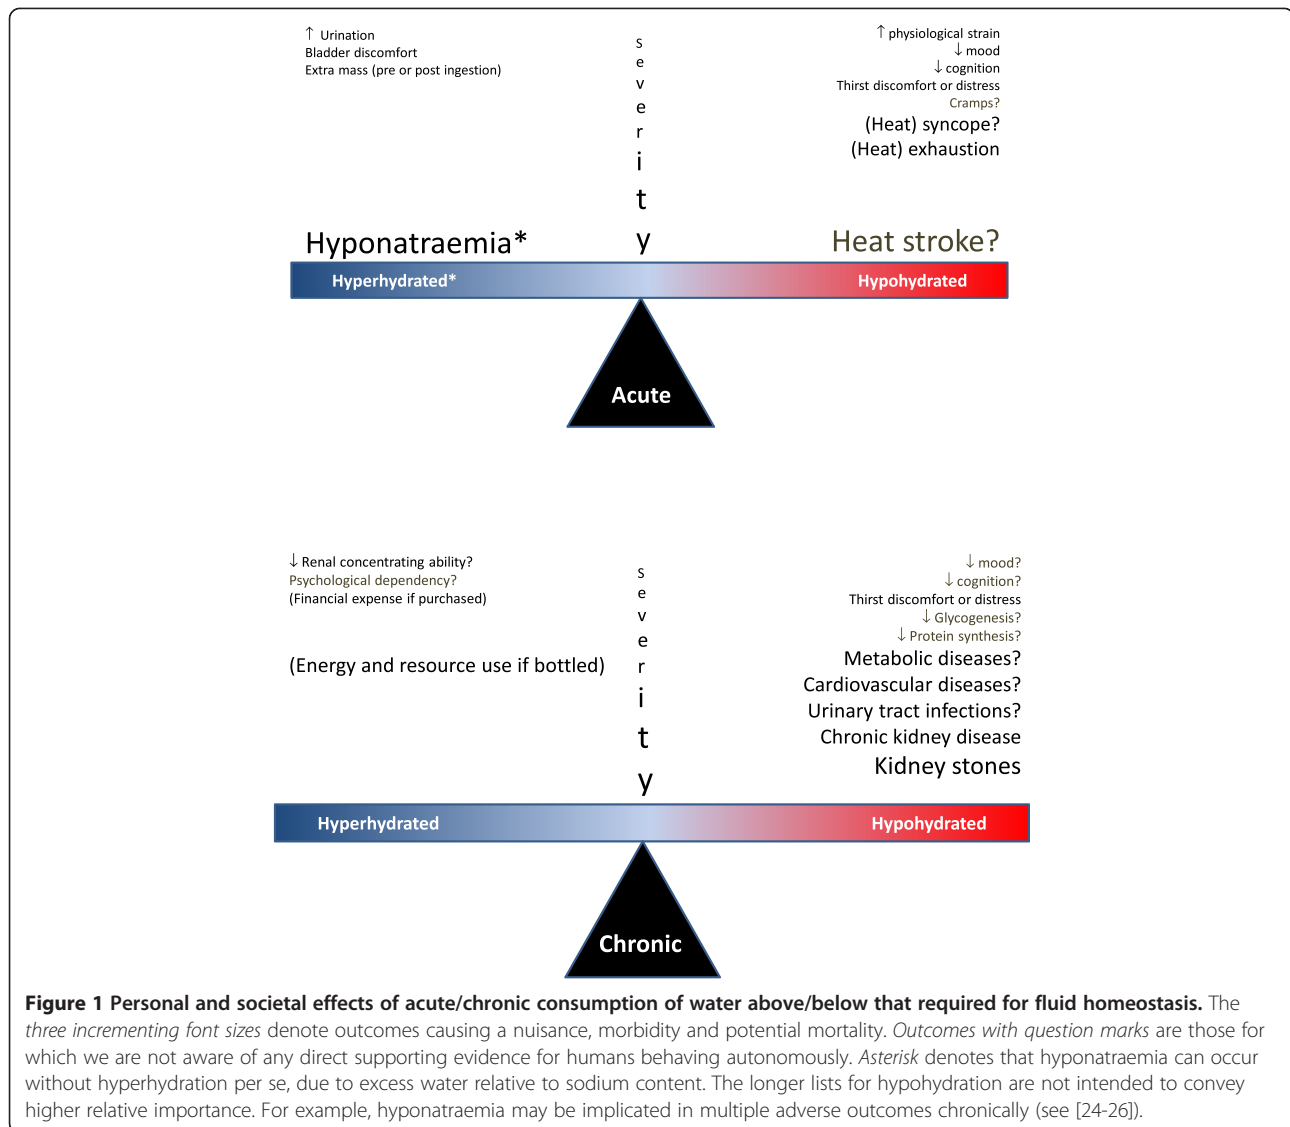 ↑ Urination
Bladder discomfort
Extra mass (pre or post ingestion)
Hyponatraemia*
s
e
v
e
r
i
t
y
↑ physiological strain
↓ mood
↓ cognition
Thirst discomfort or distress
Cramps?
(Heat) syncope?
(Heat) exhaustion
Heat stroke?
Hyperhydrated*
Hypohydrated
Acute
↓ Renal concentrating ability?
Psychological dependency?
(Financial expense if purchased)
(Energy and resource use if bottled)
s
e
v
e
r
i
t
y
↓ mood?
↓ cognition?
Thirst discomfort or distress
↓ Glycogenesis?
↓ Protein synthesis?
Metabolic diseases?
Cardiovascular diseases?
Urinary tract infections?
Chronic kidney disease
Kidney stones
Hyperhydrated
Hypohydrated
Chronic
Figure 1 Personal and societal effects of acute/chronic consumption of water above/below that required for fluid homeostasis. The
three incrementing font sizes denote outcomes causing a nuisance, morbidity and potential mortality. Outcomes with question marks are those for
which we are not aware of any direct supporting evidence for humans behaving autonomously. Asterisk denotes that hyponatraemia can occur
without hyperhydration per se, due to excess water relative to sodium content. The longer lists for hypohydration are not intended to convey
higher relative importance. For example, hyponatraemia may be implicated in multiple adverse outcomes chronically (see [24-26]).